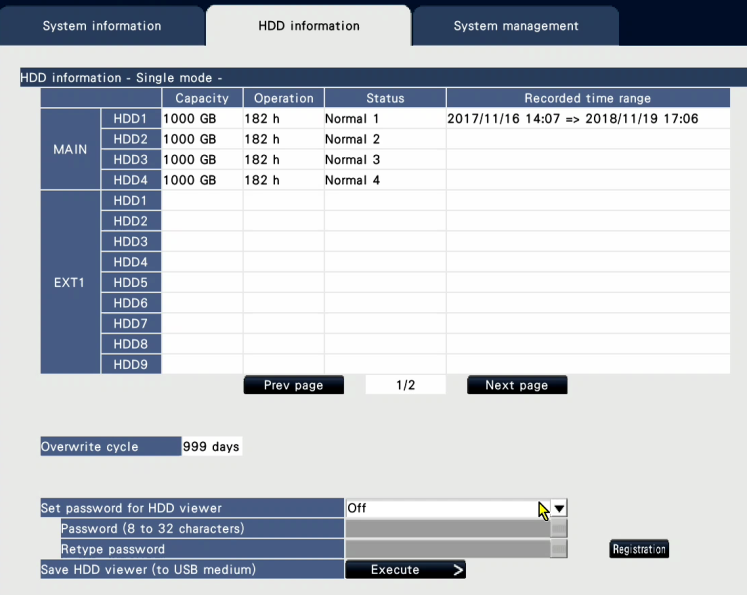 System information HDD information System management
HDD information - Single mode -
Capacity Operation Status Recorded time range
MAIN HDD1 1000 GB 182 h Normal 1 2017/11/16 14:07 => 2018/11/19 17:06
HDD2 1000 GB 182 h Normal 2
HDD3 1000 GB 182 h Normal 3
HDD4 1000 GB 182 h Normal 4
EXT1 HDD1
HDD2
HDD3
HDD4
HDD5
HDD6
HDD7
HDD8
HDD9
Prev page 1/2 Next page
Overwrite cycle 999 days
Set password for HDD viewer Off
Password (8 to 32 characters)
Retype password Registration
Save HDD viewer (to USB medium) Execute >